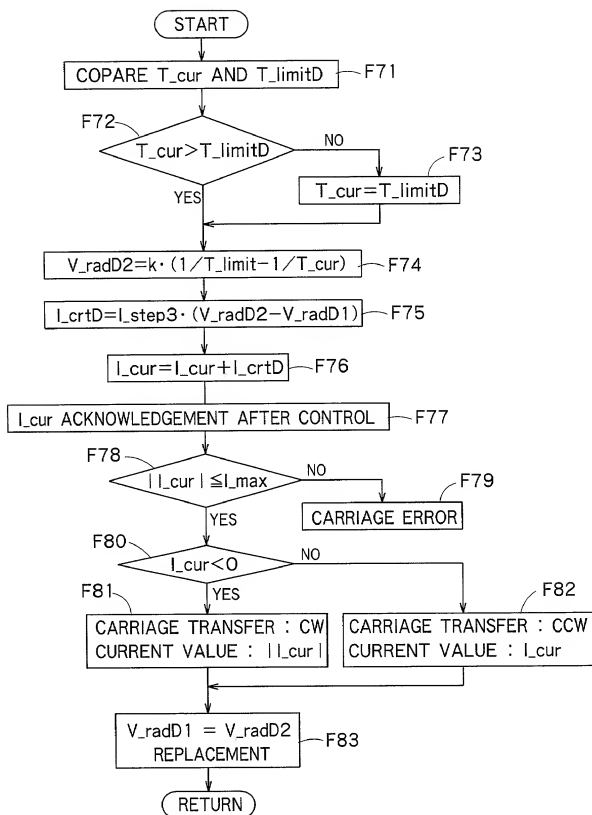 START
COPARE T_cur AND T_limitD
F71
F72
T_cur>T_limitD
NO
F73
T_cur=T_limitD
YES
V_radD2=k·(1/T_limit-1/T_cur)
F74
I_crtD=I_step3·(V_radD2-V_radD1)
F75
I_cur=I_cur+I_crtD
F76
I_cur ACKNOWLEDGEMENT AFTER CONTROL
F77
F78
|I_cur|≦I_max
NO
F79
CARRIAGE ERROR
YES
F80
I_cur<0
NO
F81
YES
F82
CARRIAGE TRANSFER : CW
CURRENT VALUE : |I_cur|
CARRIAGE TRANSFER : CCW
CURRENT VALUE : I_cur
V_radD1 = V_radD2
REPLACEMENT
F83
RETURN